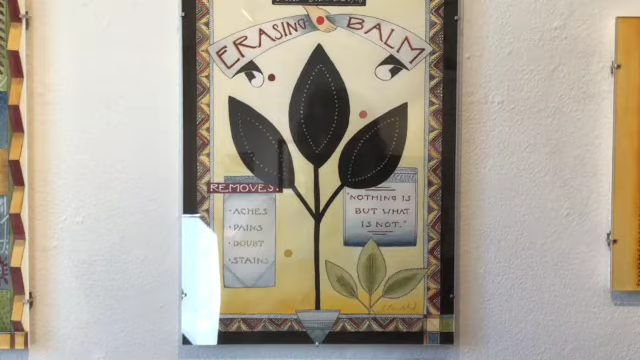 ERASING BALM
REMOVES:
· ACHES
· PAINS
· DOUBT
· STAINS
"NOTHING IS
BUT WHAT
IS NOT."